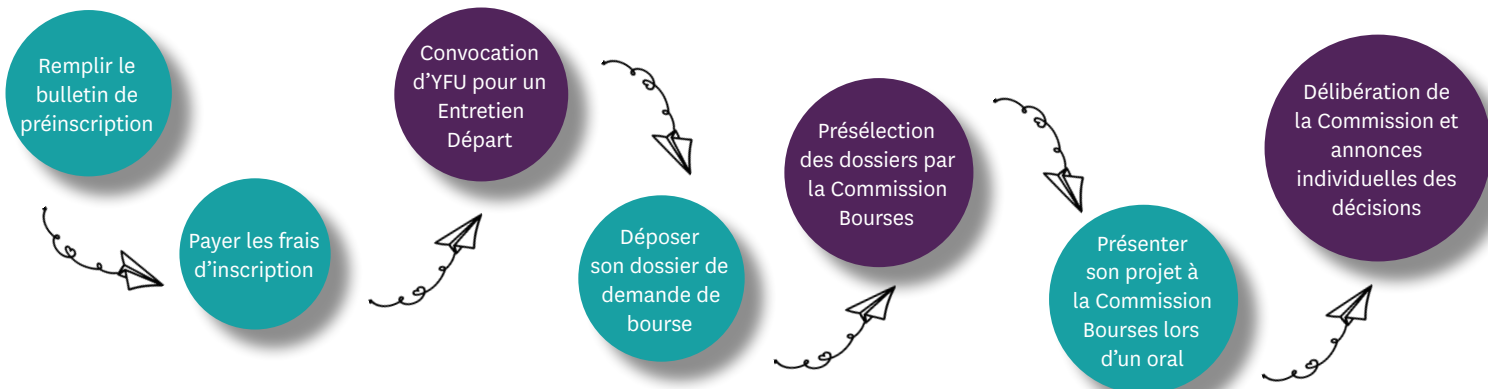 Remplir le
bulletin de
préinscription
Payer les frais
d'inscription
Convocation
d'YFU pour un
Entretien
Départ
Déposer
son dossier de
demande de
bourse
Présélection
des dossiers par
la Commission
Bourses
Présenter
son projet à
la Commission
Bourses lors
d'un oral
Délibération de
la Commission et
annonces
individuelles des
décisions